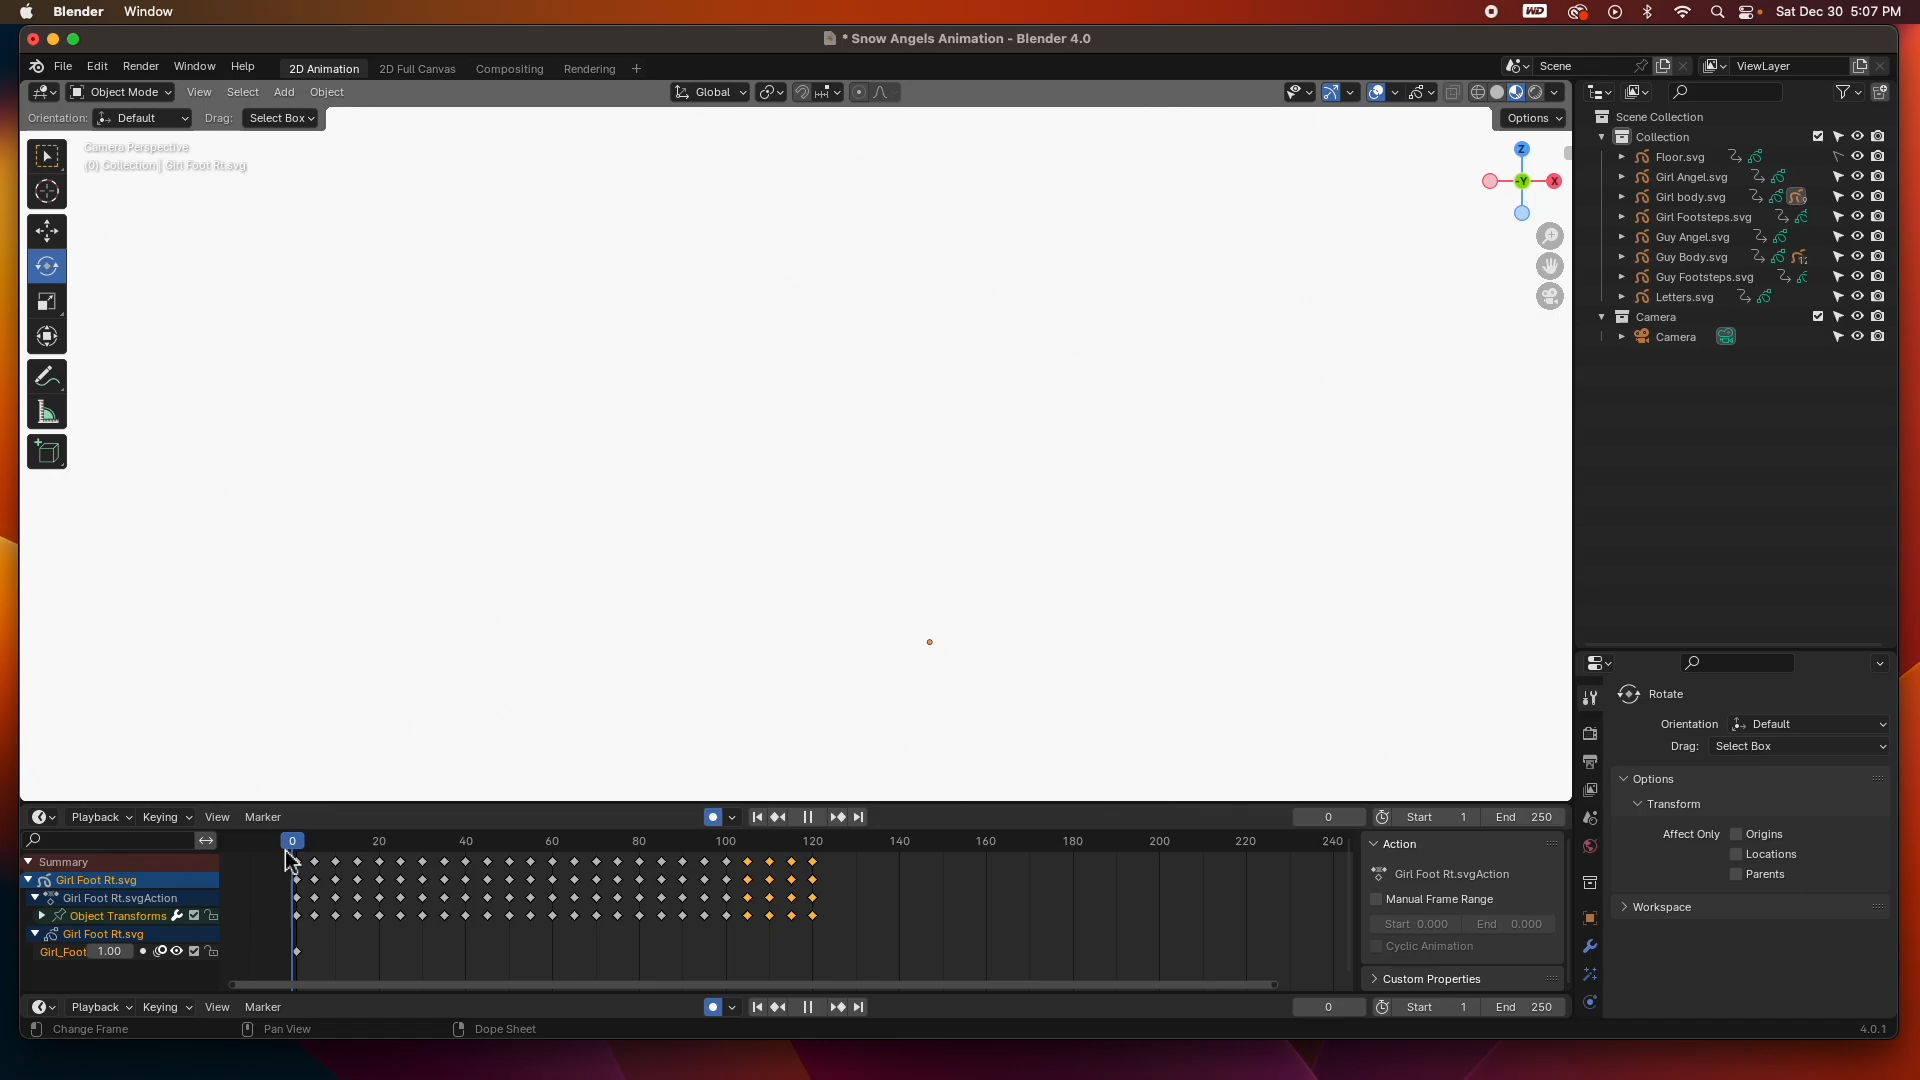 Blender Window WD Sat Dec 30 5:07 PM
* Snow Angels Animation - Blender 4.0
File Edit Render Window Help 2D Animation 2D Full Canvas Compositing Rendering + Scene ViewLayer
Object Mode View Select Add Object Global
Orientation: Default Drag: Select Box Options
Camera Perspective
(0) Collection | Girl Foot Rt.svg
Z
-Y X
Scene Collection
Collection
Floor.svg
Girl Angel.svg
Girl body.svg
Girl Footsteps.svg
Guy Angel.svg
Guy Body.svg
Guy Footsteps.svg
Letters.svg
Camera
Camera
Rotate
Orientation Default
Drag: Select Box
Options
Transform
Affect Only Origins
Locations
Parents
Workspace
Playback Keying View Marker 0 Start 1 End 250
0 20 40 60 80 100 120 140 160 180 200 220 240
Summary
Girl Foot Rt.svg
Girl Foot Rt.svgAction
Object Transforms
Girl Foot Rt.svg
Girl_Foot 1.00
Action
Girl Foot Rt.svgAction
Manual Frame Range
Start 0.000 End 0.000
Cyclic Animation
Custom Properties
Playback Keying View Marker 0 Start 1 End 250
Change Frame Pan View Dope Sheet 4.0.1